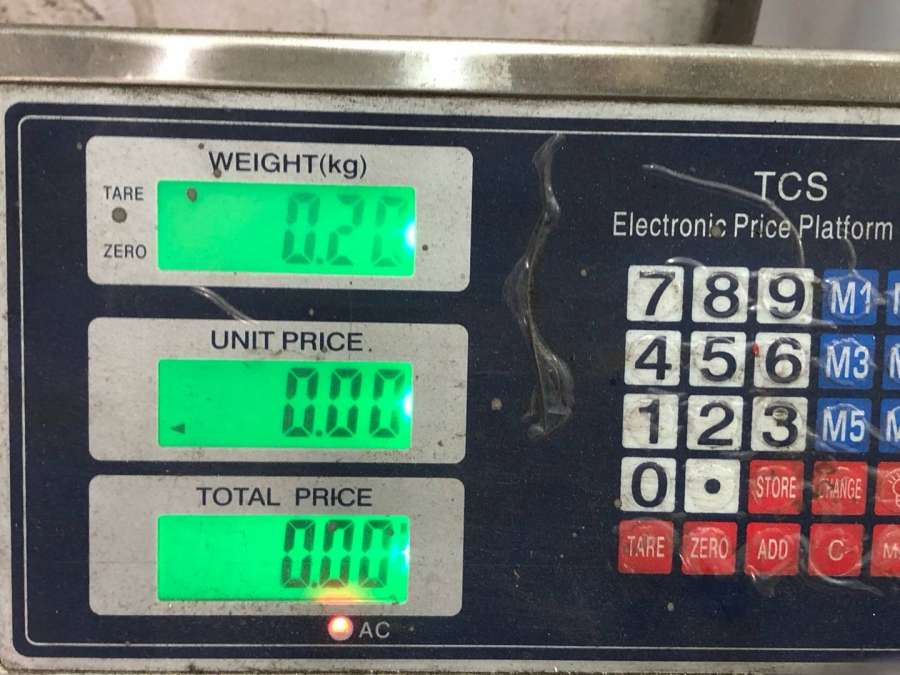 WEIGHT(kg)
TARE
0.20
ZERO
UNIT PRICE
0.00
TOTAL PRICE
0.00
AC
TCS
Electronic Price Platform
7 8 9 M1
4 5 6 M3
1 2 3 M5
0 . STORE CHANGE
TARE ZERO ADD C